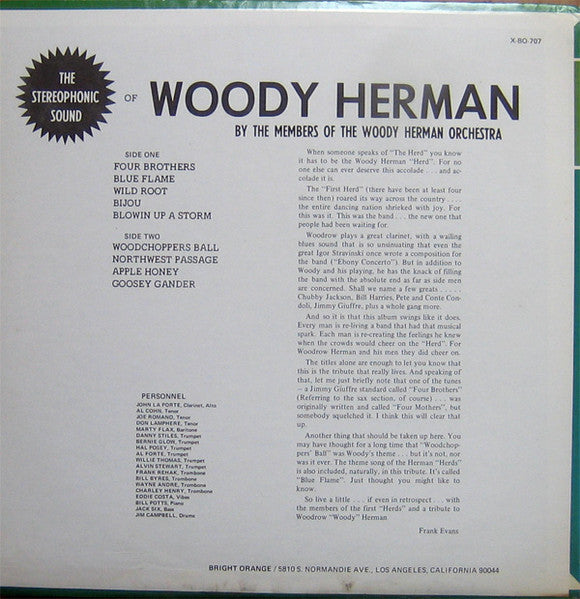 X-BO-707
THE
STEREOPHONIC
SOUND
OF WOODY HERMAN
BY THE MEMBERS OF THE WOODY HERMAN ORCHESTRA
SIDE ONE
FOUR BROTHERS
BLUE FLAME
WILD ROOT
BIJOU
BLOWIN UP A STORM
SIDE TWO
WOODCHOPPERS BALL
NORTHWEST PASSAGE
APPLE HONEY
GOOSEY GANDER
PERSONNEL
JOHN LA PORTE, Clarinet, Alto
AL COHN, Tenor
JOE ROMANO, Tenor
DON LAMPHERE, Tenor
MARTY FLAX, Baritone
DANNY STILES, Trumpet
BERNIE GLOW, Trumpet
HAL POSEY, Trumpet
AL FORTE, Trumpet
WILLIE THOMAS, Trumpet
ALVIN STEWART, Trumpet
FRANK REHAK, Trombone
BILL BYRES, Trombone
WAYNE ANDRE, Trombone
CHARLEY HENRY, Trombone
EDDIE COSTA, Vibes
BILL POTTS, Piano
JACK SIX, Bass
JIM CAMPBELL, Drums
When someone speaks of "The Herd" you know
it has to be the Woody Herman "Herd". For no
one else can ever deserve this accolade . . . and ac-
colade it is.
The "First Herd" (there have been at least four
since then) roared its way across the country . . . .
the entire dancing nation shrieked with joy. For
this was it. This was the band . . . the new one that
people had been waiting for.
Woodrow plays a great clarinet, with a wailing
blues sound that is so unsinuating that even the
great Igor Stravinski once wrote a composition for
the band ("Ebony Concerto"). But in addition to
Woody and his playing, he has the knack of filling
the band with the absolute end as far as side men
are concerned. Shall we name a few greats . . . . .
Chubby Jackson, Bill Harries, Pete and Conte Con-
doli, Jimmy Giuffre, plus a whole gang more.
And so it is that this album swings like it does.
Every man is re-living a band that had that musical
spark. Each man is re-creating the feelings he knew
when the crowds would cheer on the "Herd". For
Woodrow Herman and his men they did cheer on.
The titles alone are enough to let you know that
this is the tribute that really lives. And speaking of
that, let me just briefly note that one of the tunes
– a Jimmy Giuffre standard called "Four Brothers"
(Referring to the sax section, of course) . . . was
originally written and called "Four Mothers", but
somebody squelched it. I think this will clear that
up.
Another thing that should be taken up here. You
may have thought for a long time that "Woodchop-
pers' Ball" was Woody's theme . . . but it's not, nor
was it ever. The theme song of the Herman "Herds"
is also included, naturally, in this tribute. It's called
"Blue Flame". Just thought you might like to
know.
So live a little . . . if even in retrospect . . . with
the members of the first "Herds" and a tribute to
Woodrow "Woody" Herman
Frank Evans
BRIGHT ORANGE / 5810 S. NORMANDIE AVE., LOS ANGELES, CALIFORNIA 90044